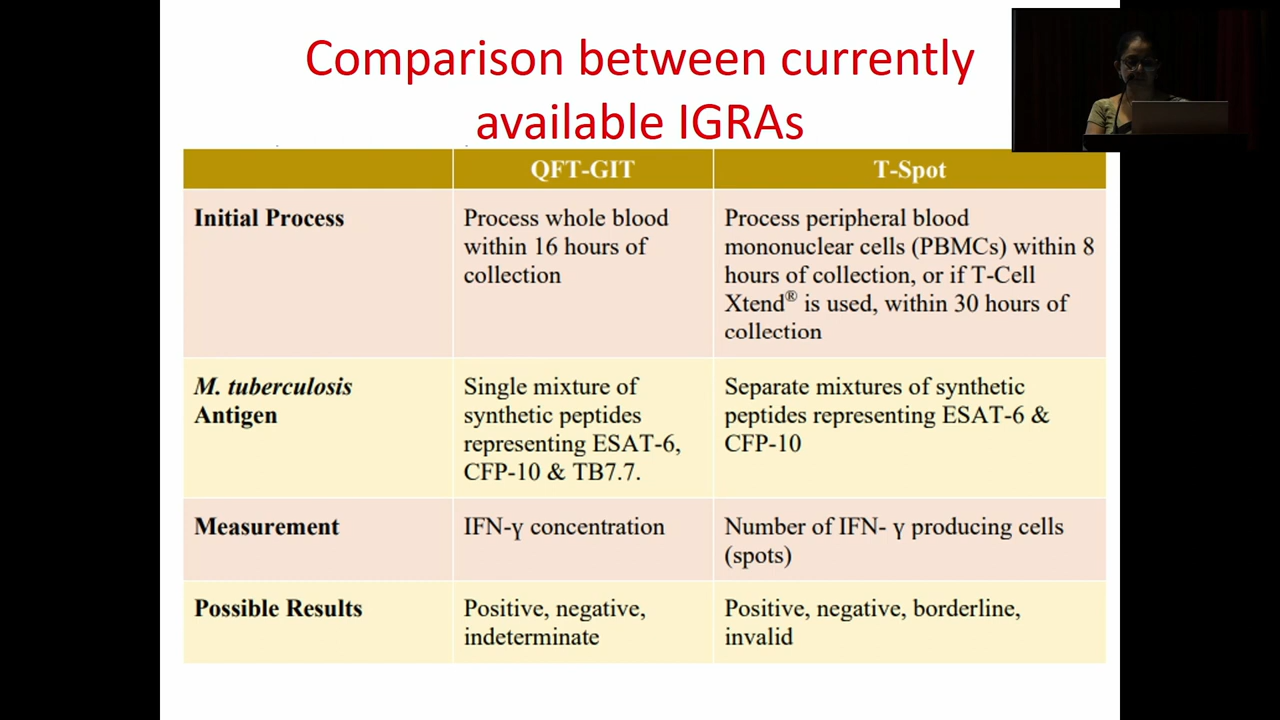 Comparison between currently
available IGRAs
QFT-GIT
T-Spot
Initial Process
Process whole blood
within 16 hours of
collection
Process peripheral blood
mononuclear cells (PBMCs) within 8
hours of collection, or if T-Cell
Xtend® is used, within 30 hours of
collection
M. tuberculosis
Antigen
Single mixture of
synthetic peptides
representing ESAT-6,
CFP-10 & TB7.7.
Separate mixtures of synthetic
peptides representing ESAT-6 &
CFP-10
Measurement
IFN-γ concentration
Number of IFN- γ producing cells
(spots)
Possible Results
Positive, negative,
indeterminate
Positive, negative, borderline,
invalid